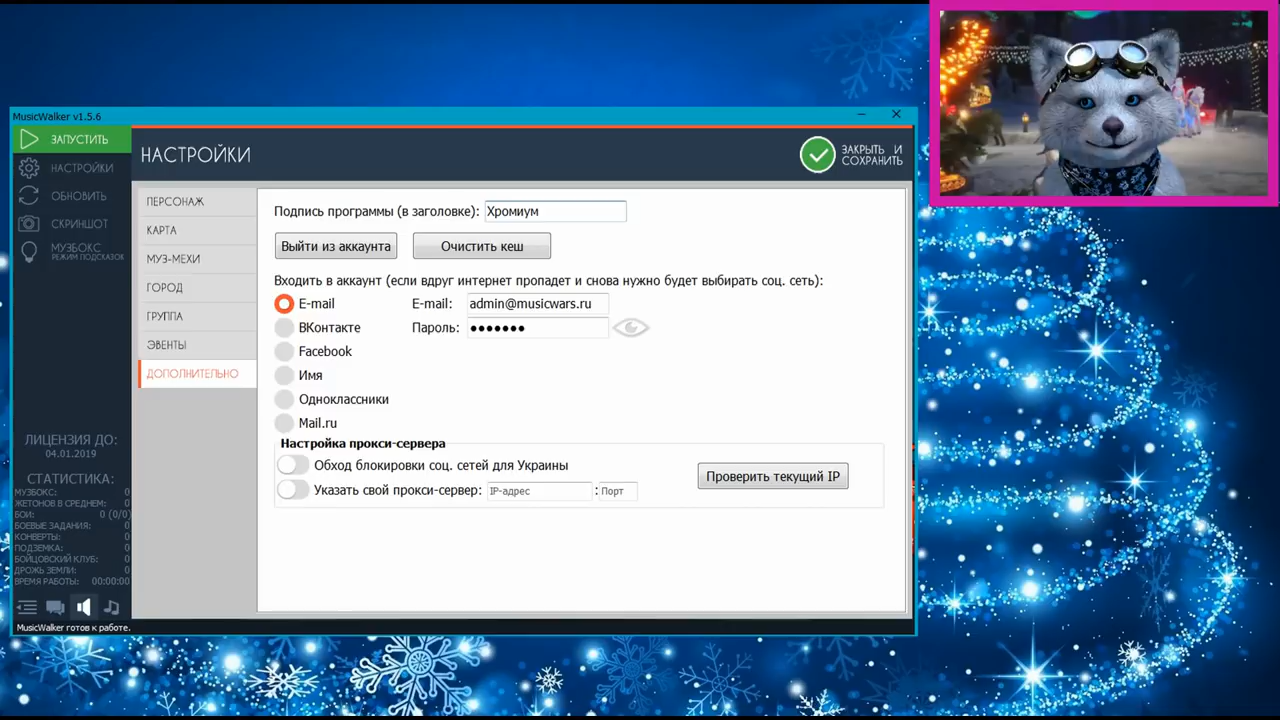 MusicWalker v1.5.6
ЗАПУСТИТЬ
НАСТРОЙКИ
ОБНОВИТЬ
СКРИНШОТ
МУЗБОКС
РЕЖИМ ПОДСКАЗОК
ЛИЦЕНЗИЯ ДО:
04.01.2019
СТАТИСТИКА:
МУЗБОКС: 0
ЖЕТОНОВ В СРЕДНЕМ: 0
БОИ: 0 (0/0)
БОЕВЫЕ ЗАДАНИЯ: 0
КОНВЕРТЫ: 0
ПОДЗЕМКА: 0
БОЙЦОВСКИЙ КЛУБ: 0
ДРОЖЬ ЗЕМЛИ: 0
ВРЕМЯ РАБОТЫ: 00:00:00
MusicWalker готов к работе.
НАСТРОЙКИ
ЗАКРЫТЬ И
СОХРАНИТЬ
ПЕРСОНАЖ
КАРТА
МУЗ-МЕХИ
ГОРОД
ГРУППА
ЭВЕНТЫ
ДОПОЛНИТЕЛЬНО
Подпись программы (в заголовке): Хромиум
Выйти из аккаунта Очистить кеш
Входить в аккаунт (если вдруг интернет пропадет и снова нужно будет выбирать соц. сеть):
E-mail E-mail: admin@musicwars.ru
ВКонтакте Пароль: ●●●●●●●
Facebook
Имя
Одноклассники
Mail.ru
Настройка прокси-сервера
Обход блокировки соц. сетей для Украины
Указать свой прокси-сервер: IP-адрес : Порт
Проверить текущий IP